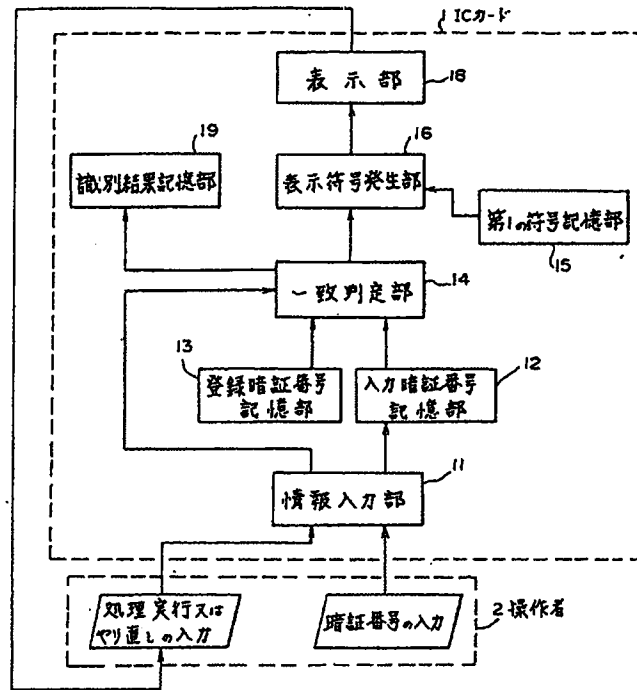 1 ICカード
表示部
18
19
16
識別結果記憶部
表示符号発生部
第1の符号記憶部
15
一致判定部
14
13
12
登録暗証番号
記憶部
入力暗証番号
記憶部
11
情報入力部
処理実行又は
やり直しの入力
暗証番号の入力
2 操作者